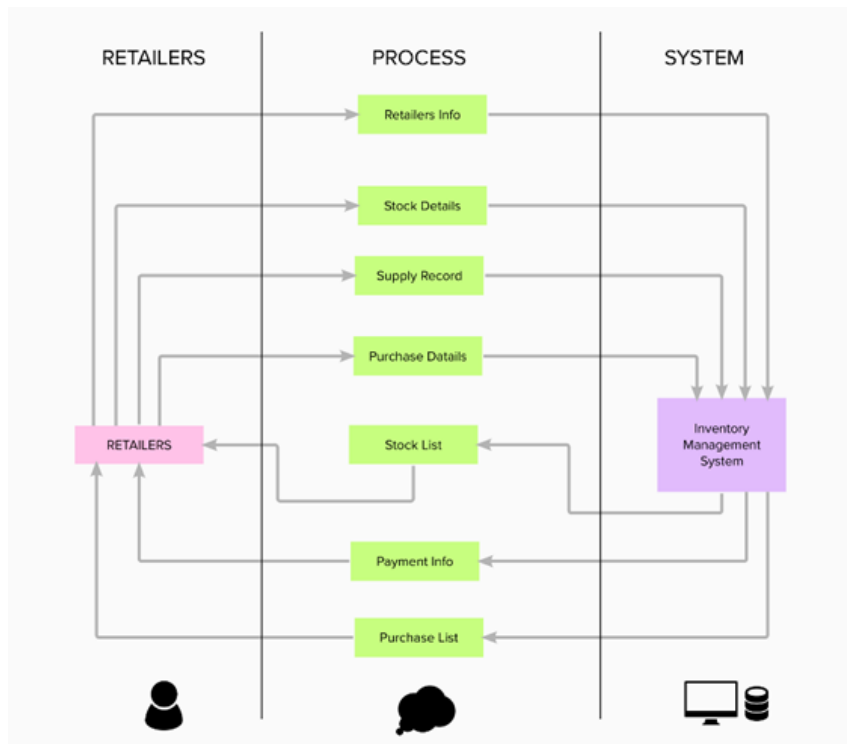 RETAILERS
PROCESS
SYSTEM
Retailers Info
Stock Details
Supply Record
Purchase Datails
RETAILERS
Stock List
Inventory
Management
System
Payment Info
Purchase List